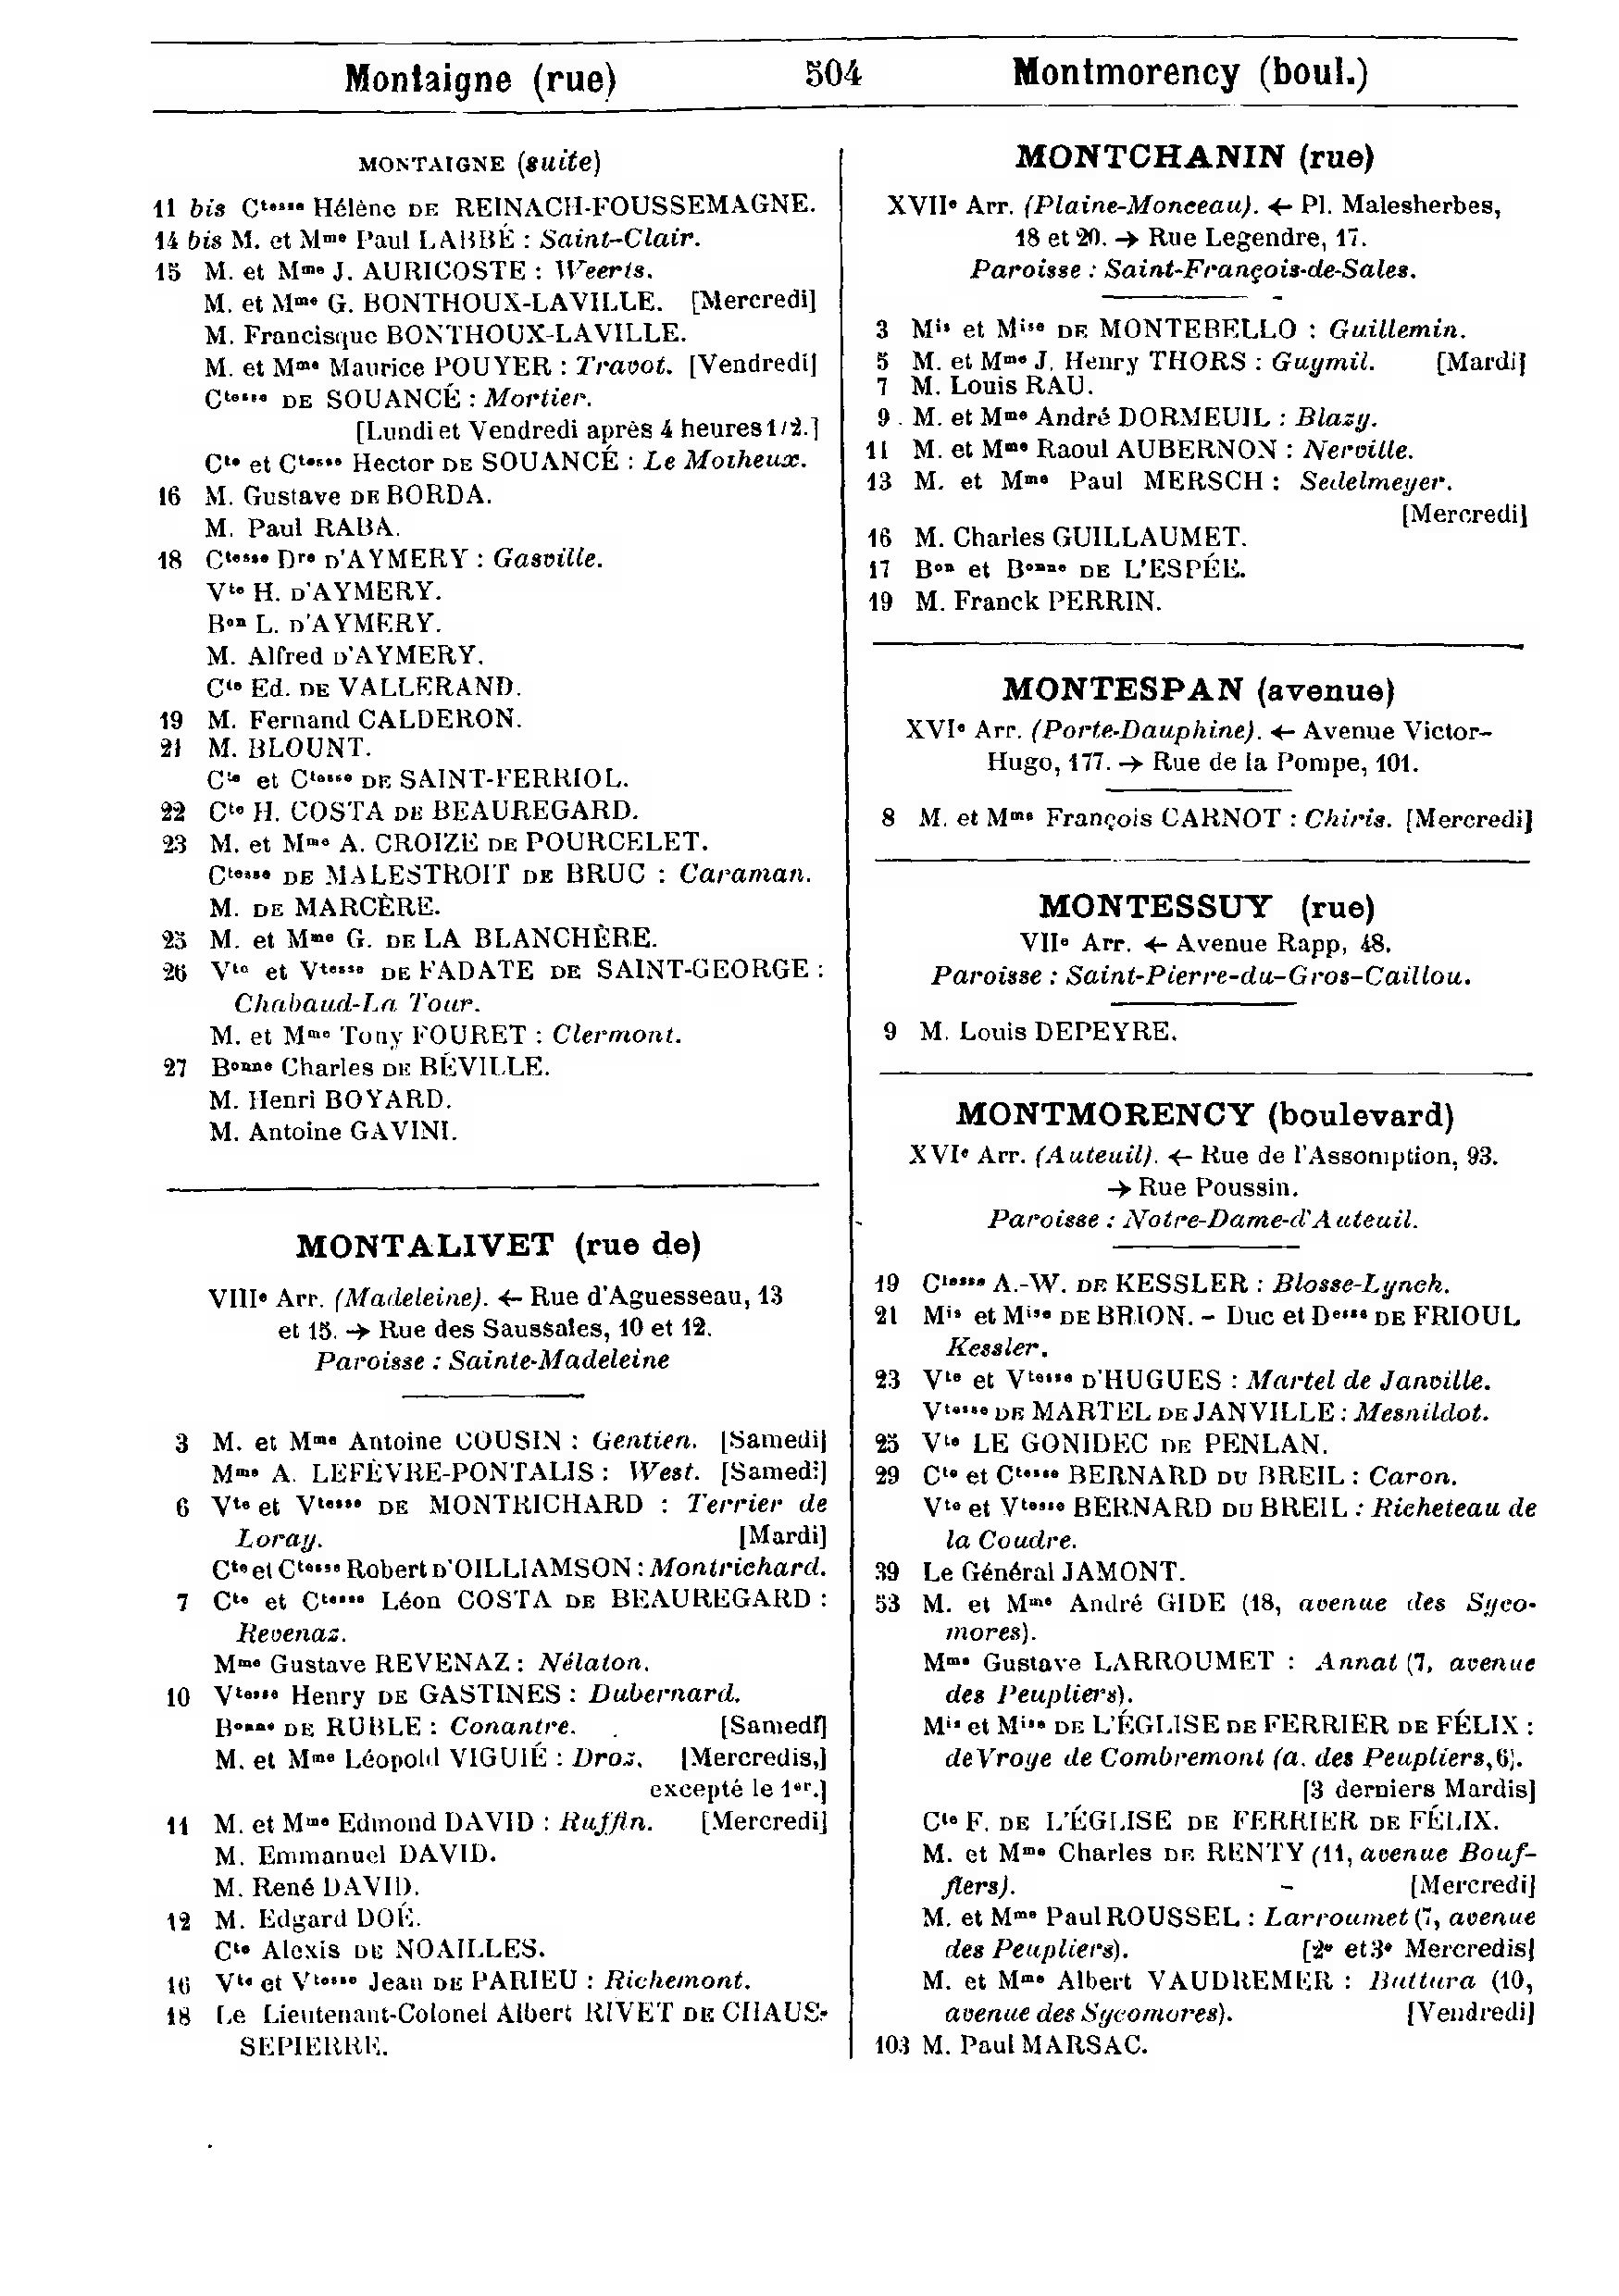 Montaigne (rue) 504 Montmorency (boul.)
MONTAIGNE (suite)
11 bis Ctesse Hélène DE REINACH-FOUSSEMAGNE.
14 bis M. et Mme Paul LABBÉ : Saint-Clair.
15 M. et Mme J. AURICOSTE : Weerts.
M. et Mme G. BONTHOUX-LAVILLE. [Mercredi]
M. Francisque BONTHOUX-LAVILLE.
M. et Mme Maurice POUYER : Travot. [Vendredi]
Ctesse DE SOUANCÉ : Mortier.
[Lundi et Vendredi après 4 heures 1/2.]
Cte et Ctesse Hector DE SOUANCÉ : Le Motheux.
16 M. Gustave DE BORDA.
M. Paul RABA.
18 Ctesse Dre D'AYMERY : Gasville.
Vte H. D'AYMERY.
Bon L. D'AYMERY.
M. Alfred D'AYMERY.
Cte Ed. DE VALLERAND.
19 M. Fernand CALDERON.
21 M. BLOUNT.
Cte et Ctesse DE SAINT-FERRIOL.
22 Cte H. COSTA DE BEAUREGARD.
23 M. et Mme A. CROIZE DE POURCELET.
Ctesse DE MALESTROIT DE BRUC : Caraman.
M. DE MARCÈRE.
25 M. et Mme G. DE LA BLANCHÈRE.
26 Vte et Vtesse DE FADATE DE SAINT-GEORGE :
Chabaud-La Tour.
M. et Mme Tony FOURET : Clermont.
27 Bonne Charles DE BÉVILLE.
M. Henri BOYARD.
M. Antoine GAVINI.
MONTALIVET (rue de)
VIIIe Arr. (Madeleine). ← Rue d'Aguesseau, 13
et 15. → Rue des Saussaies, 10 et 12.
Paroisse : Sainte-Madeleine
3 M. et Mme Antoine COUSIN : Gentien. [Samedi]
Mme A. LEFÈVRE-PONTALIS : West. [Samedi]
6 Vte et Vtesse DE MONTRICHARD : Terrier de
Loray. [Mardi]
Cte et Ctesse Robert D'OILLIAMSON : Montrichard.
7 Cte et Ctesse Léon COSTA DE BEAUREGARD :
Revenaz.
Mme Gustave REVENAZ : Nélaton.
10 Vtesse Henry DE GASTINES : Dubernard.
Bonne DE RUBLE : Conantre. [Samedi]
M. et Mme Léopold VIGUIÉ : Droz. [Mercredis,]
excepté le 1er.]
11 M. et Mme Edmond DAVID : Ruffin. [Mercredi]
M. Emmanuel DAVID.
M. René DAVID.
12 M. Edgard DOÉ.
Cte Alexis DE NOAILLES.
16 Vte et Vtesse Jean DE PARIEU : Richemont.
18 Le Lieutenant-Colonel Albert RIVET DE CHAUS-
SEPIERRE.
MONTCHANIN (rue)
XVIIe Arr. (Plaine-Monceau). ← Pl. Malesherbes,
18 et 20. → Rue Legendre, 17.
Paroisse : Saint-François-de-Sales.
3 Mis et Mise DE MONTEBELLO : Guillemin.
5 M. et Mme J. Henry THORS : Guymil. [Mardi]
7 M. Louis RAU.
9 M. et Mme André DORMEUIL : Blazy.
11 M. et Mme Raoul AUBERNON : Nerville.
13 M. et Mme Paul MERSCH : Sedelmeyer.
[Mercredi]
16 M. Charles GUILLAUMET.
17 Bon et Bonne DE L'ESPÉE.
19 M. Franck PERRIN.
MONTESPAN (avenue)
XVIe Arr. (Porte-Dauphine). ← Avenue Victor-
Hugo, 177. → Rue de la Pompe, 101.
8 M. et Mme François CARNOT : Chiris. [Mercredi]
MONTESSUY (rue)
VIIe Arr. ← Avenue Rapp, 48.
Paroisse : Saint-Pierre-du-Gros-Caillou.
9 M. Louis DEPEYRE.
MONTMORENCY (boulevard)
XVIe Arr. (Auteuil). ← Rue de l'Assomption, 93.
→ Rue Poussin.
Paroisse : Notre-Dame-d'Auteuil.
19 Ctesse A.-W. DE KESSLER : Blosse-Lynch.
21 Mis et Mise DE BRION. - Duc et Desse DE FRIOUL
Kessler.
23 Vte et Vtesse D'HUGUES : Martel de Janville.
Vtesse DE MARTEL DE JANVILLE : Mesnildot.
25 Vte LE GONIDEC DE PENLAN.
29 Cte et Ctesse BERNARD DU BREIL : Caron.
Vte et Vtesse BERNARD DU BREIL : Richeteau de
la Coudre.
39 Le Général JAMONT.
53 M. et Mme André GIDE (18, avenue des Syco-
mores).
Mme Gustave LARROUMET : Annat (7, avenue
des Peupliers).
Mis et Mise DE L'ÉGLISE DE FERRIER DE FÉLIX :
de Vroye de Combremont (a. des Peupliers, 6).
[3 derniers Mardis]
Cte F. DE L'ÉGLISE DE FERRIER DE FÉLIX.
M. et Mme Charles DE RENTY (11, avenue Bouf-
flers). [Mercredi]
M. et Mme Paul ROUSSEL : Larroumet (7, avenue
des Peupliers). [2e et 3e Mercredis]
M. et Mme Albert VAUDREMER : Buttura (10,
avenue des Sycomores). [Vendredi]
103 M. Paul MARSAC.